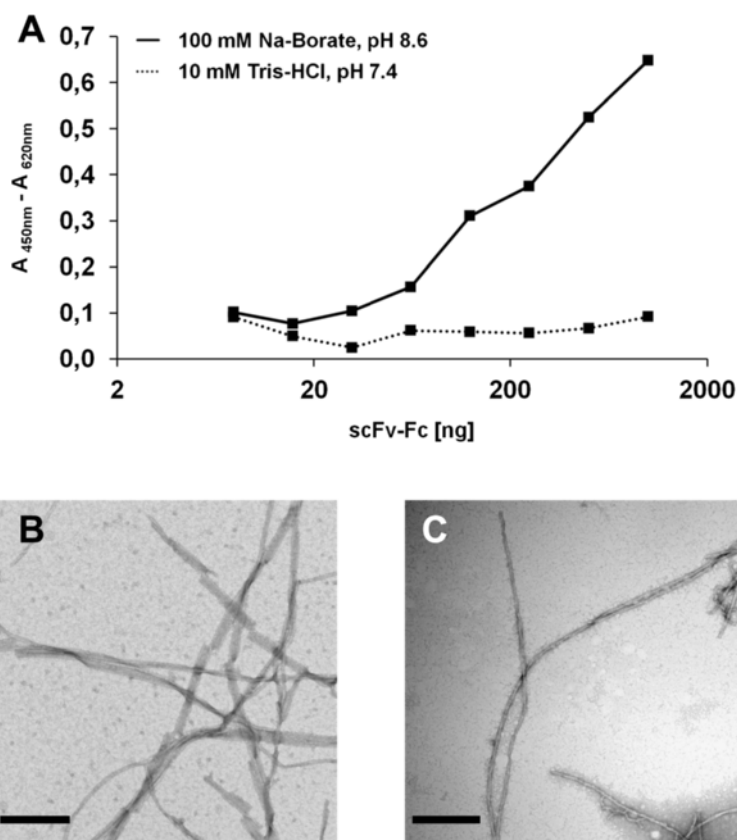 A
0,7
0,6
0,5
0,4
0,3
0,2
0,1
0,0
A 450nm - A 620nm
100 mM Na-Borate, pH 8.6
10 mM Tris-HCl, pH 7.4
2 20 200 2000
scFv-Fc [ng]
B
C